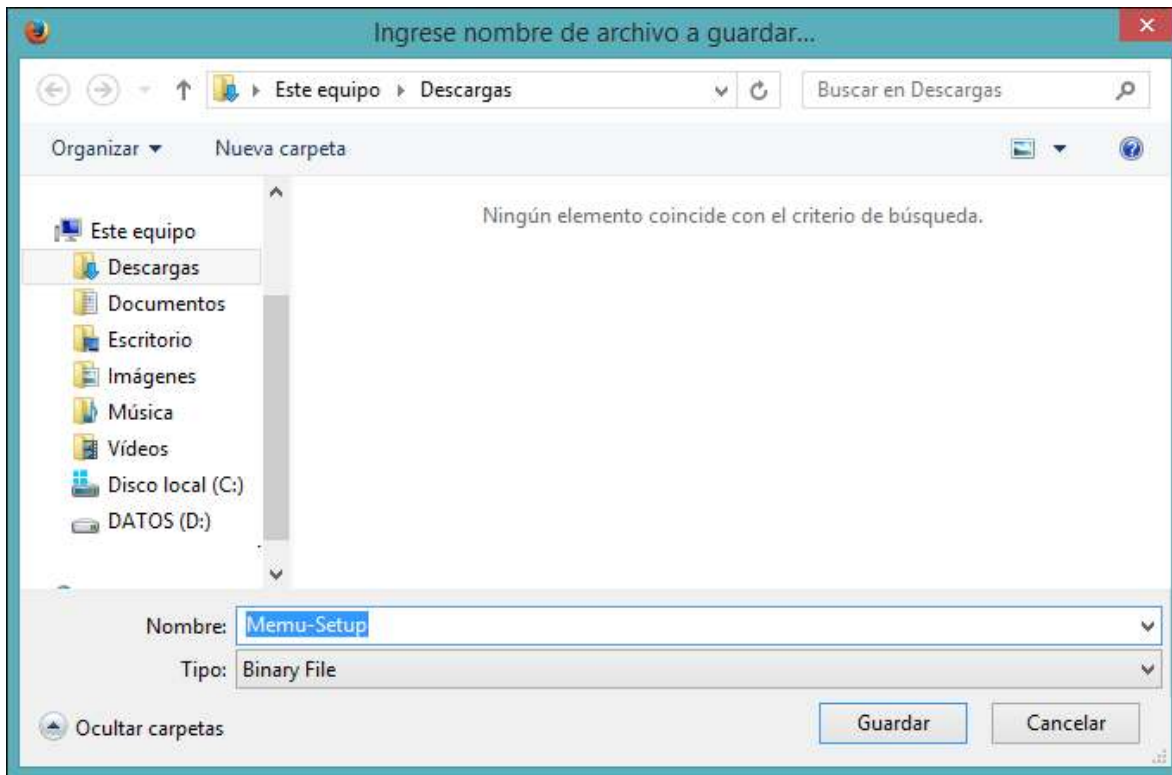 Ingrese nombre de archivo a guardar...
Este equipo Descargas
Buscar en Descargas
Organizar Nueva carpeta
Ningún elemento coincide con el criterio de búsqueda.
Este equipo
Descargas
Documentos
Escritorio
Imágenes
Música
Vídeos
Disco local (C:)
DATOS (D:)
Nombre: Memu-Setup
Tipo: Binary File
Ocultar carpetas
Guardar Cancelar